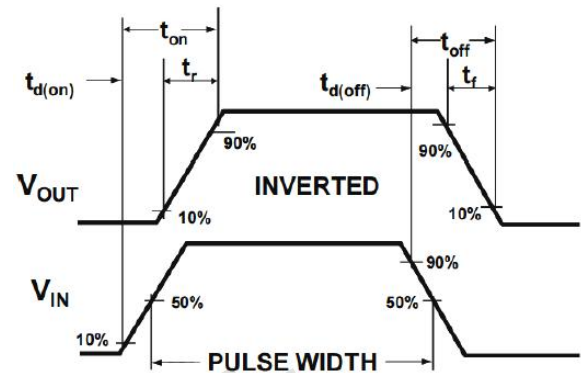 t_on t_off
t_d(on) t_r t_d(off) t_f
90% 90%
V_OUT INVERTED
10% 10%
90%
V_IN 50% 50%
10%
PULSE WIDTH